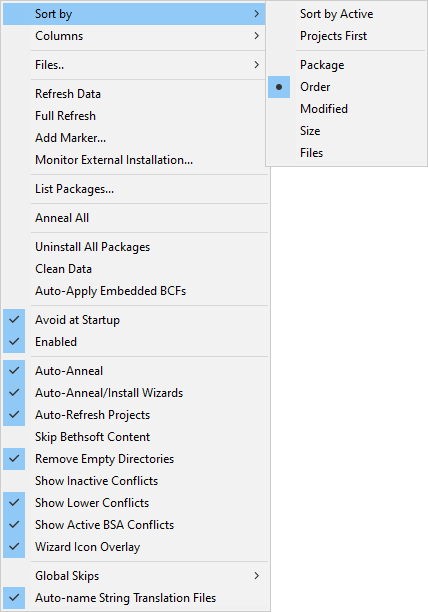 Sort by
Columns
Files..
Refresh Data
Full Refresh
Add Marker...
Monitor External Installation...
List Packages...
Anneal All
Uninstall All Packages
Clean Data
Auto-Apply Embedded BCFs
Avoid at Startup
Enabled
Auto-Anneal
Auto-Anneal/Install Wizards
Auto-Refresh Projects
Skip Bethsoft Content
Remove Empty Directories
Show Inactive Conflicts
Show Lower Conflicts
Show Active BSA Conflicts
Wizard Icon Overlay
Global Skips
Auto-name String Translation Files
Sort by Active
Projects First
Package
Order
Modified
Size
Files